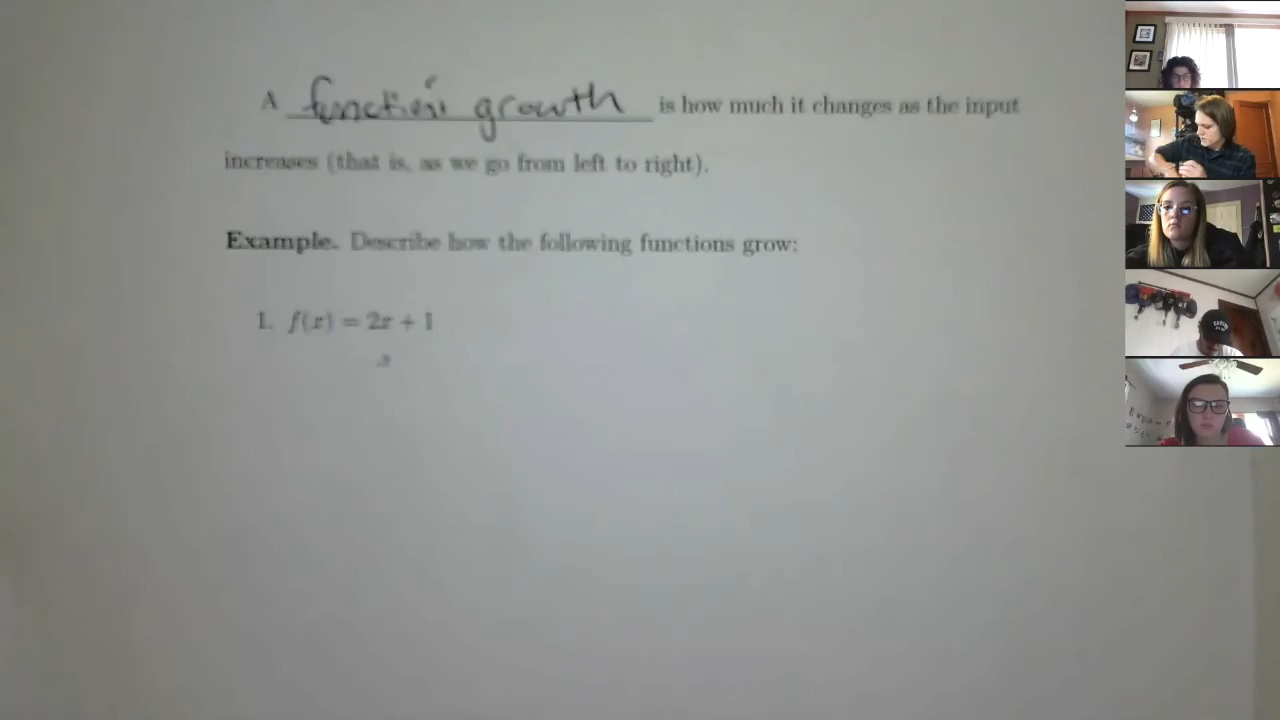 A function's growth is how much it changes as the input
increases (that is, as we go from left to right).
Example. Describe how the following functions grow:
1. f(x) = 2x + 1